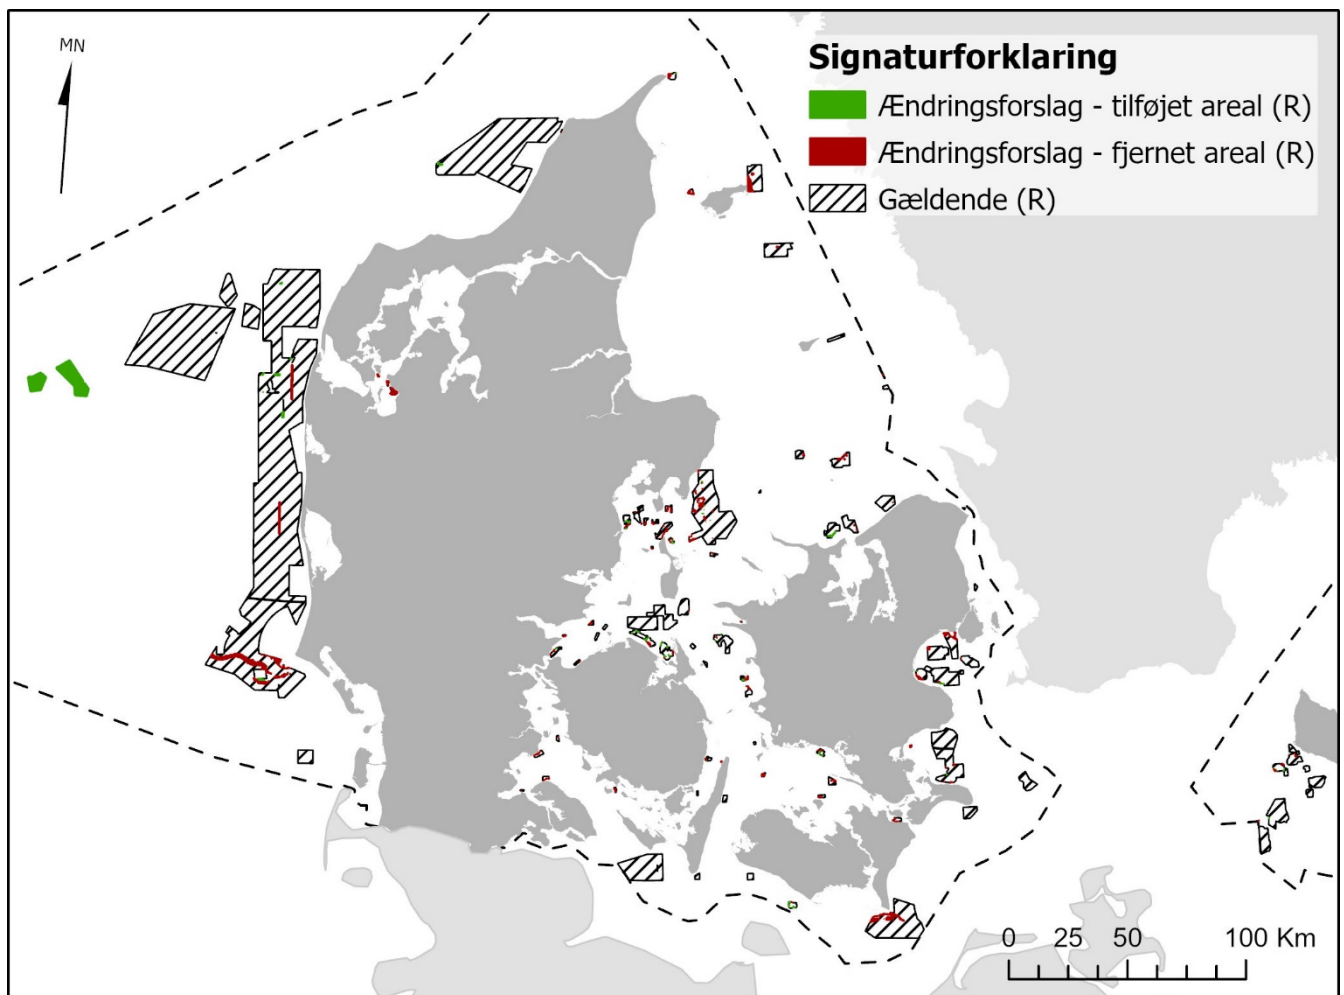 MN
Signaturforklaring
Ændringsforslag - tilføjet areal (R)
Ændringsforslag - fjernet areal (R)
Gældende (R)
0 25 50 100 Km